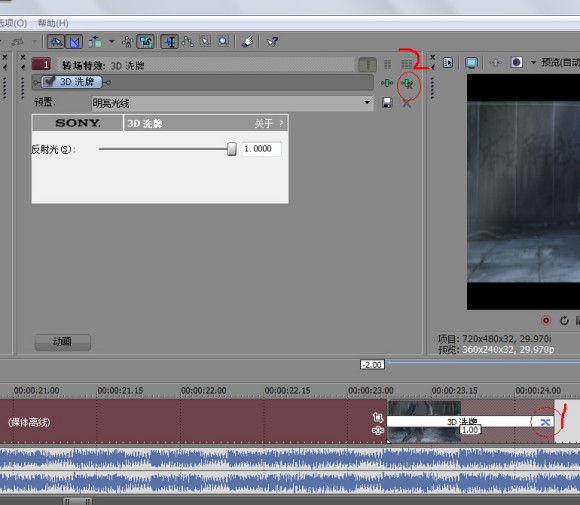 选项(O) 帮助(H)
1 转场特效: 3D 洗牌
2
预览(自动
3D 洗牌
预置: 明亮光线
SONY. 3D 洗牌 关于 ?
反射光(S): 1.0000
动画
项目: 720x480x32, 29.970i
预览: 360x240x32, 29.970p
-2.00
00:00:21.00 00:00:21.15 00:00:22.00 00:00:22.15 00:00:23.00 00:00:23.15 00:00:24.00
(媒体离线)
3D 洗牌
1.00
1